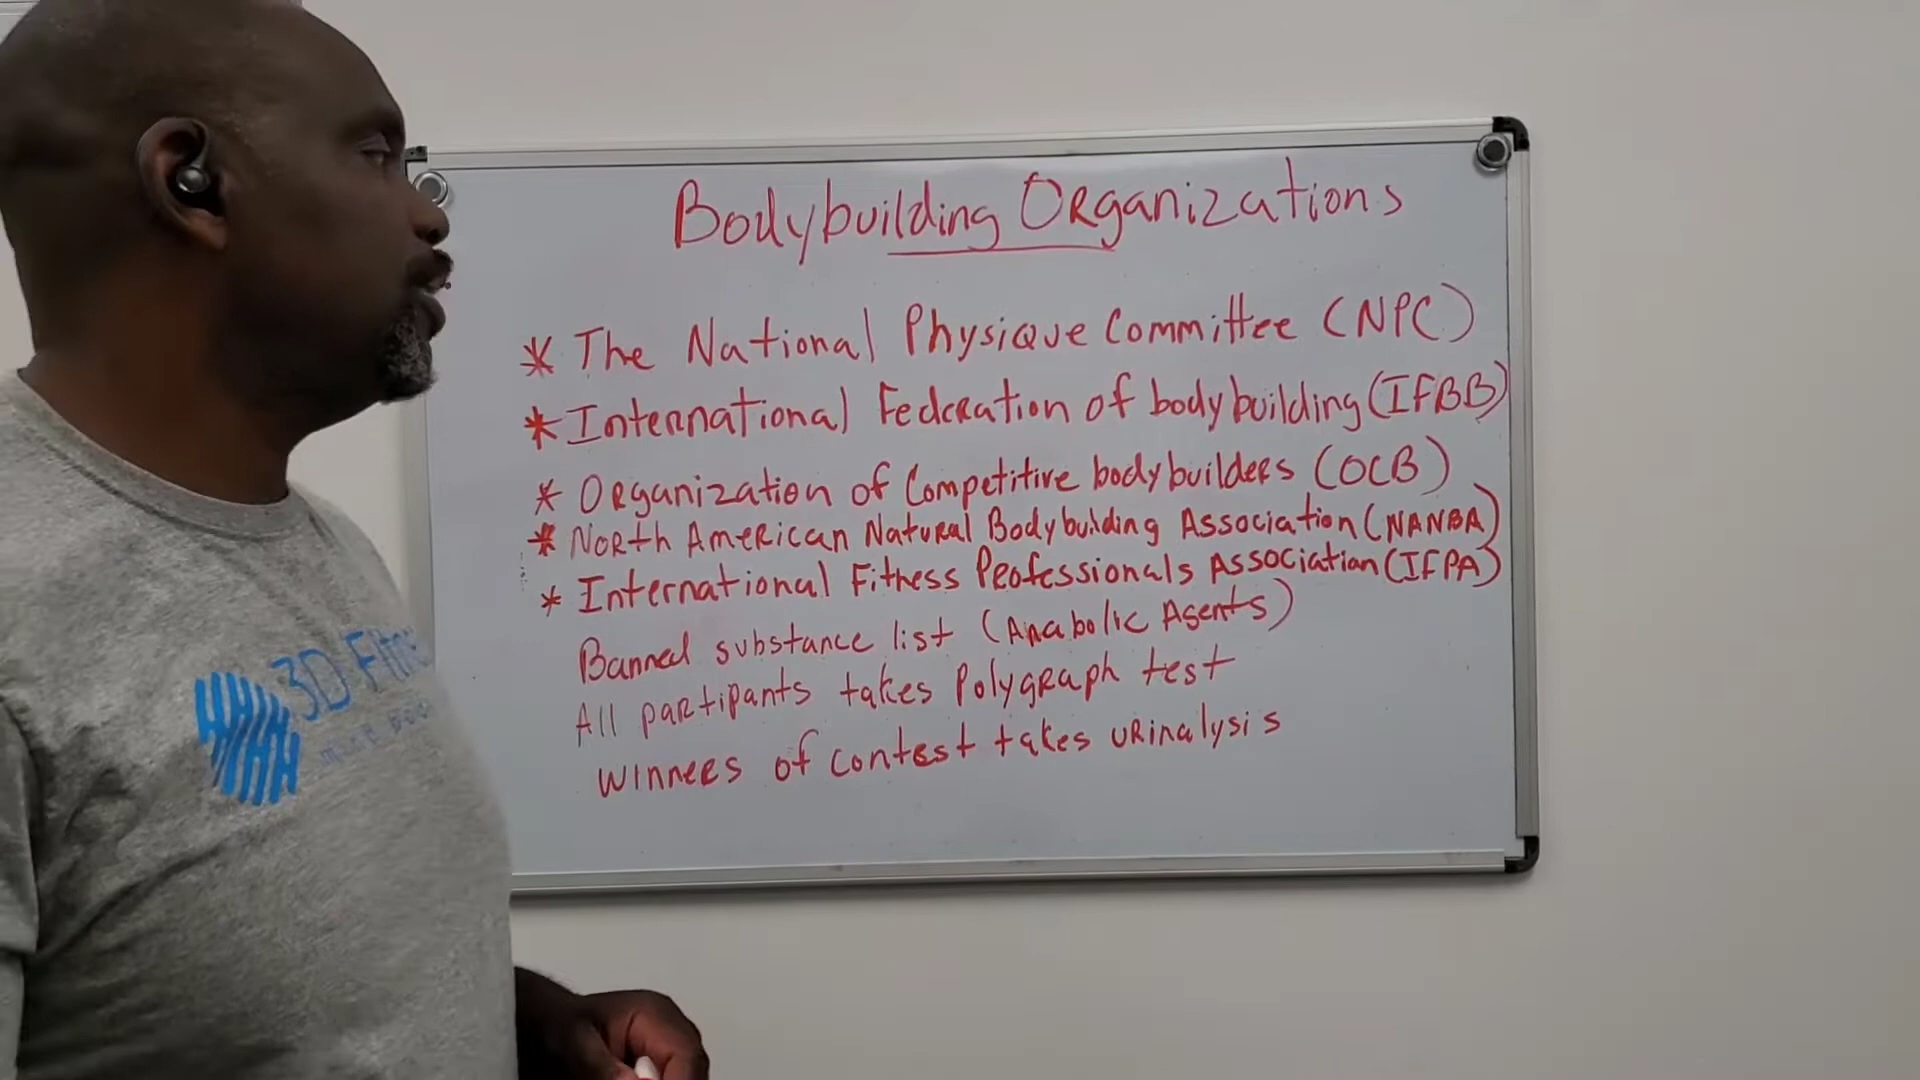 Bodybuilding Organizations
* The National Physique Committee (NPC)
* International Federation of bodybuilding (IFBB)
* Organization of Competitive bodybuilders (OCB)
* North American Natural Bodybuilding Association (NANBA)
* International Fitness Professionals Association (IFPA)
Banned substance list (Anabolic Agents)
All partipants takes Polygraph test
Winners of contest takes urinalysis
3D